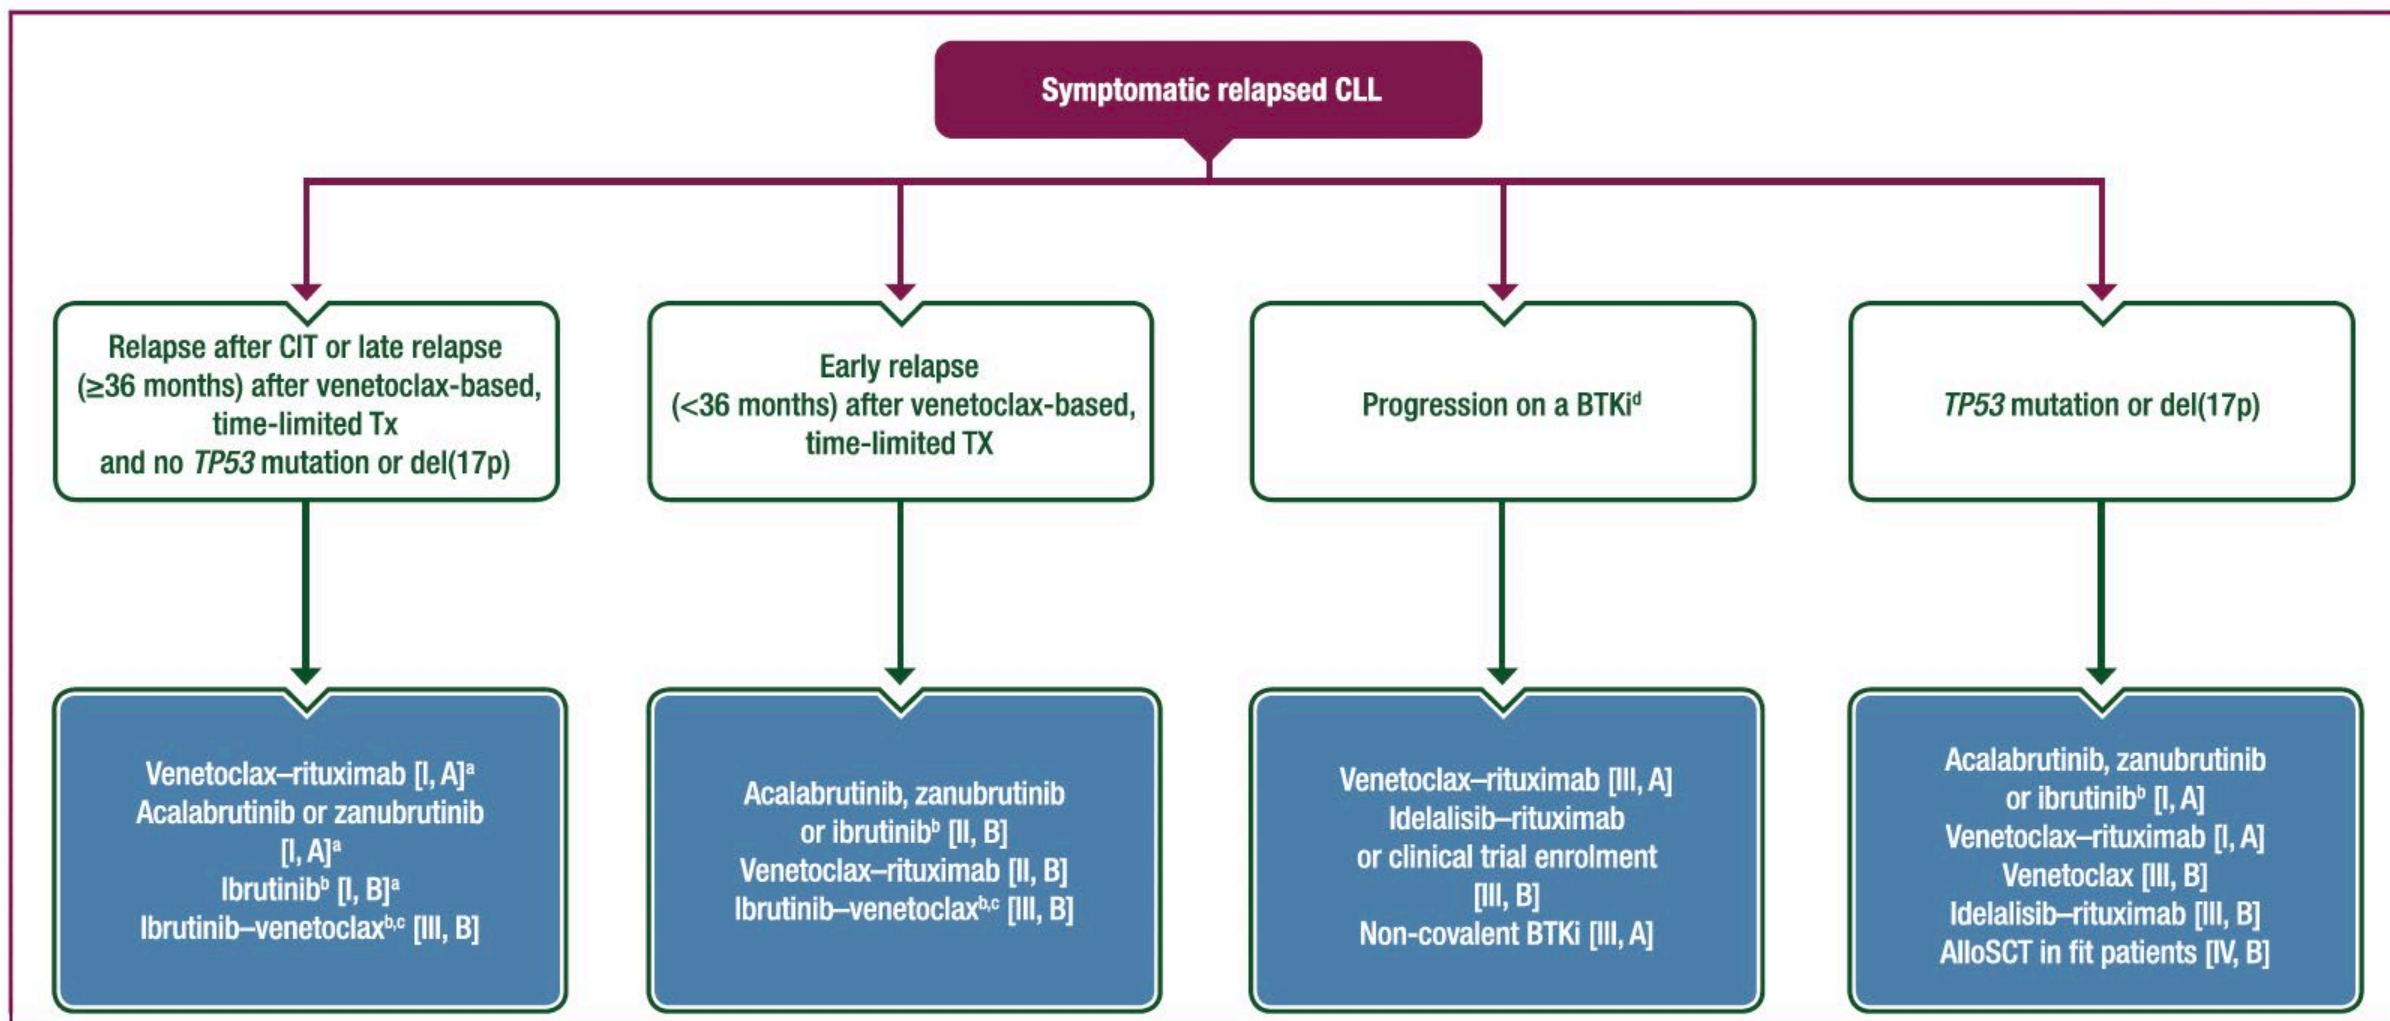 Symptomatic relapsed CLL
Relapse after CIT or late relapse
(≥36 months) after venetoclax-based,
time-limited Tx
and no TP53 mutation or del(17p)
Early relapse
(<36 months) after venetoclax-based,
time-limited TX
Progression on a BTKiᵈ
TP53 mutation or del(17p)
Venetoclax–rituximab [I, A]ᵃ
Acalabrutinib or zanubrutinib
[I, A]ᵃ
Ibrutinibᵇ [I, B]ᵃ
Ibrutinib–venetoclaxᵇ,ᶜ [III, B]
Acalabrutinib, zanubrutinib
or ibrutinibᵇ [II, B]
Venetoclax–rituximab [II, B]
Ibrutinib–venetoclaxᵇ,ᶜ [III, B]
Venetoclax–rituximab [III, A]
Idelalisib–rituximab
or clinical trial enrolment
[III, B]
Non-covalent BTKi [III, A]
Acalabrutinib, zanubrutinib
or ibrutinibᵇ [I, A]
Venetoclax–rituximab [I, A]
Venetoclax [III, B]
Idelalisib–rituximab [III, B]
AlloSCT in fit patients [IV, B]